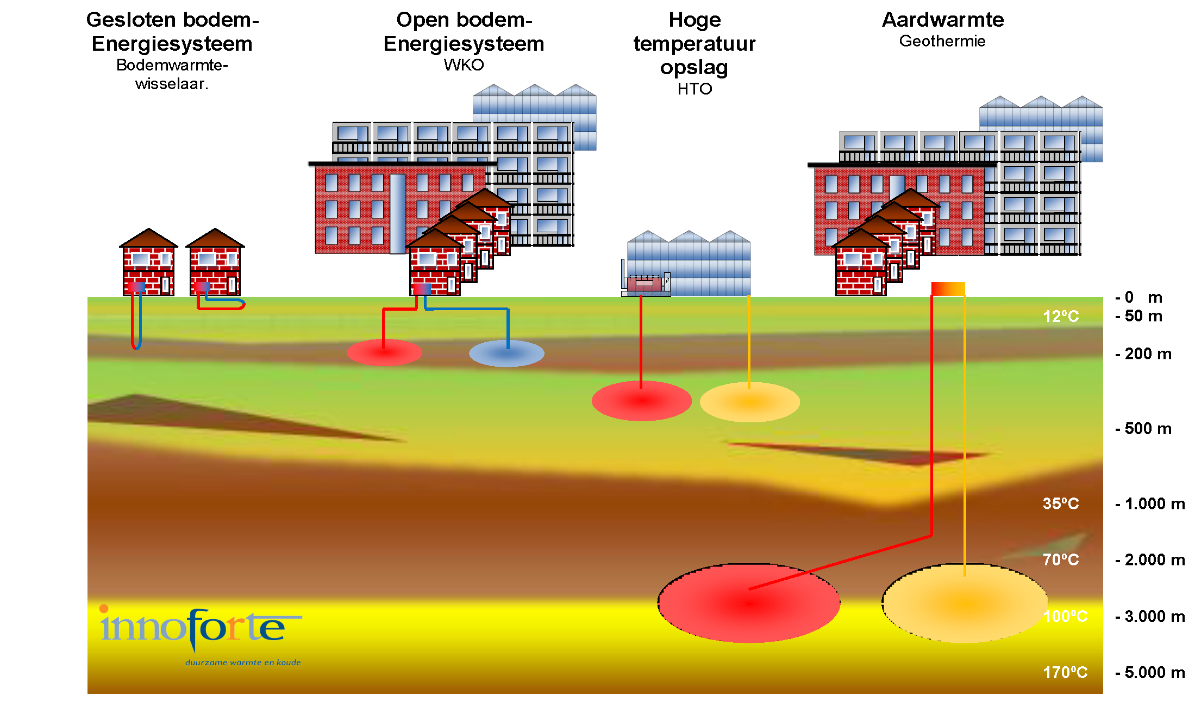 Gesloten bodem-
Energiesysteem
Bodemwarmte-
wisselaar.
Open bodem-
Energiesysteem
WKO
Hoge
temperatuur
opslag
HTO
Aardwarmte
Geothermie
- 0 m
12ºC
- 50 m
- 200 m
- 500 m
35ºC
- 1.000 m
70ºC
- 2.000 m
100ºC
- 3.000 m
170ºC
- 5.000 m
innoforte
duurzame warmte en koude